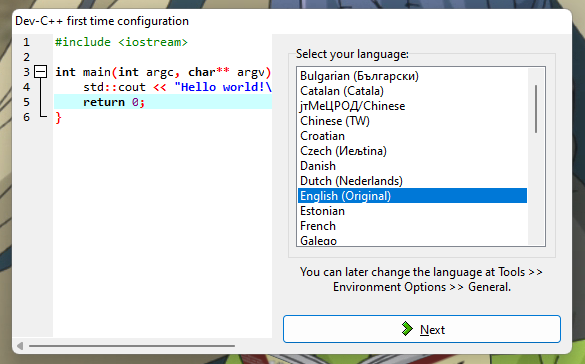 Dev-C++ first time configuration
1 #include <iostream>
2
3 int main(int argc, char** argv)
4 std::cout << "Hello world!\
5 return 0;
6 }
Select your language:
Bulgarian (Български)
Catalan (Catala)
јтМеЦРОД/Chinese
Chinese (TW)
Croatian
Czech (Иељtina)
Danish
Dutch (Nederlands)
English (Original)
Estonian
French
Galego
You can later change the language at Tools >>
Environment Options >> General.
Next